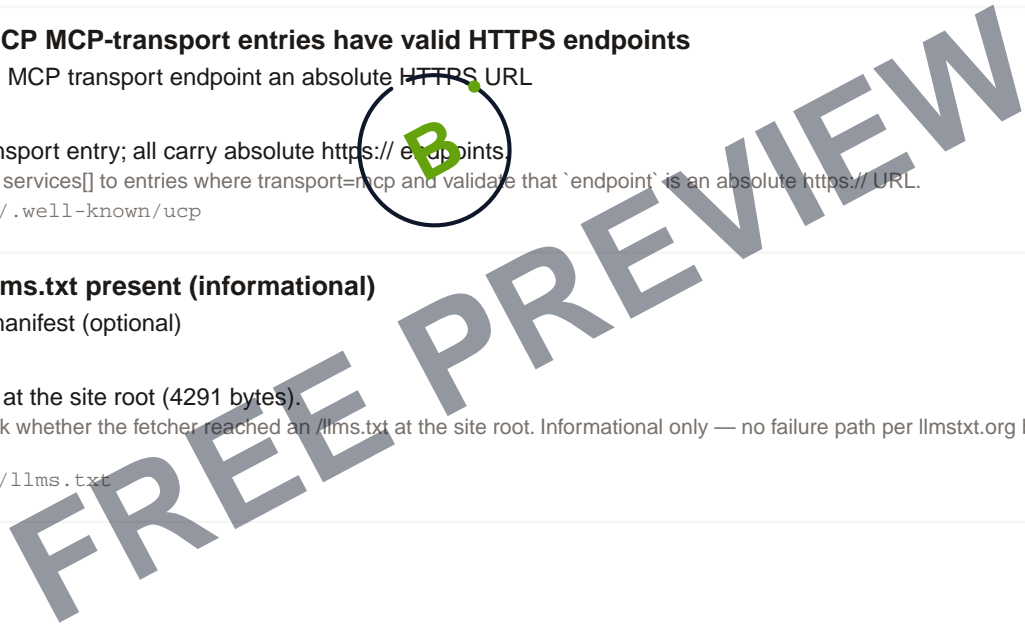 CP MCP-transport entries have valid HTTPS endpoints
MCP transport endpoint an absolute HTTPS URL
B
nsport entry; all carry absolute https:// endpoints.
services[] to entries where transport=mcp and validate that `endpoint` is an absolute https:// URL.
/.well-known/ucp
FREE PREVIEW
ms.txt present (informational)
manifest (optional)
at the site root (4291 bytes).
k whether the fetcher reached an /llms.txt at the site root. Informational only — no failure path per llmstxt.org
/llms.txt